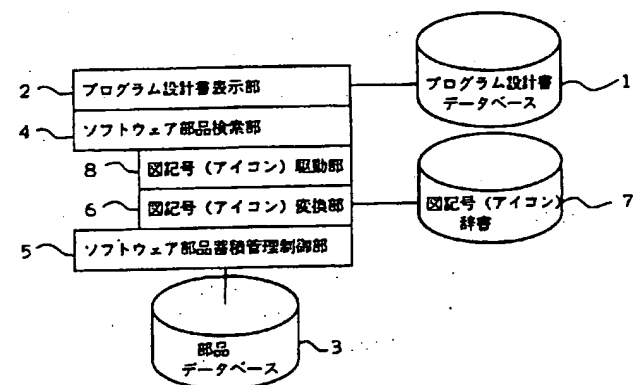 2 プログラム設計書表示部
プログラム設計書
データベース 1
4 ソフトウェア部品検索部
8 図記号（アイコン）駆動部
6 図記号（アイコン）変換部
図記号（アイコン）
辞書 7
5 ソフトウェア部品蓄積管理制御部
部品
データベース 3